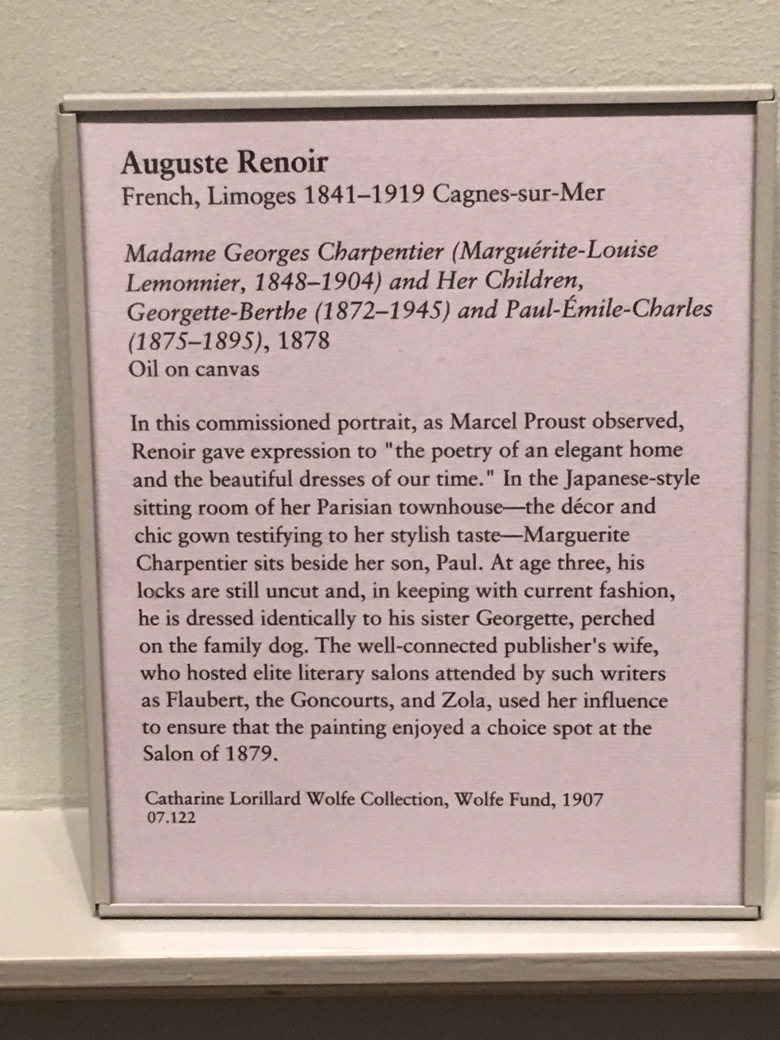 Auguste Renoir
French, Limoges 1841–1919 Cagnes-sur-Mer
Madame Georges Charpentier (Marguérite-Louise
Lemonnier, 1848–1904) and Her Children,
Georgette-Berthe (1872–1945) and Paul-Émile-Charles
(1875–1895), 1878
Oil on canvas
In this commissioned portrait, as Marcel Proust observed,
Renoir gave expression to "the poetry of an elegant home
and the beautiful dresses of our time." In the Japanese-style
sitting room of her Parisian townhouse—the décor and
chic gown testifying to her stylish taste—Marguerite
Charpentier sits beside her son, Paul. At age three, his
locks are still uncut and, in keeping with current fashion,
he is dressed identically to his sister Georgette, perched
on the family dog. The well-connected publisher's wife,
who hosted elite literary salons attended by such writers
as Flaubert, the Goncourts, and Zola, used her influence
to ensure that the painting enjoyed a choice spot at the
Salon of 1879.
Catharine Lorillard Wolfe Collection, Wolfe Fund, 1907
07.122